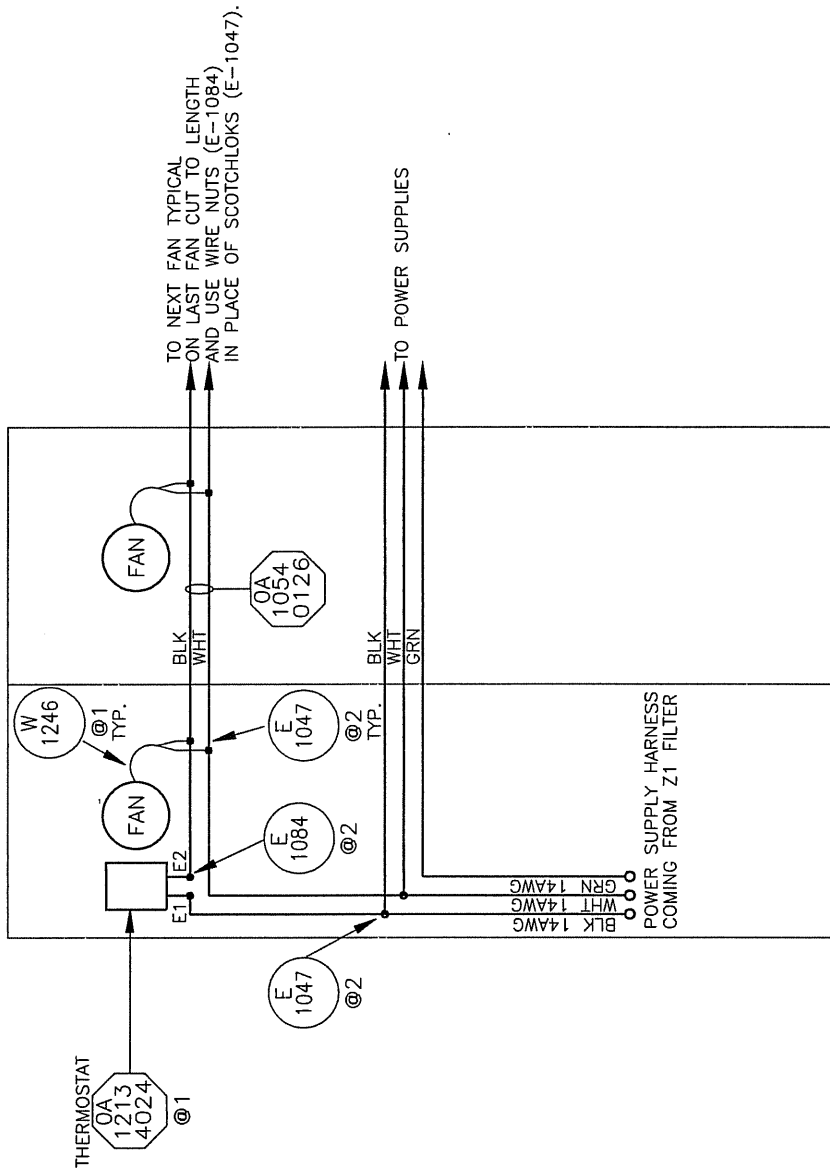 THERMOSTAT
0A
1213
4024
@1
E
1047
@2
E1
E2
E
1084
@2
FAN
W
1246
@1
TYP.
E
1047
@2
TYP.
BLK
WHT
FAN
0A
1054
0126
TO NEXT FAN TYPICAL
ON LAST FAN CUT TO LENGTH
AND USE WIRE NUTS (E-1084)
IN PLACE OF SCOTCHLOKS (E-1047).
BLK
WHT
GRN
TO POWER SUPPLIES
BLK 14AWG
WHT 14AWG
GRN 14AWG
POWER SUPPLY HARNESS
COMING FROM Z1 FILTER